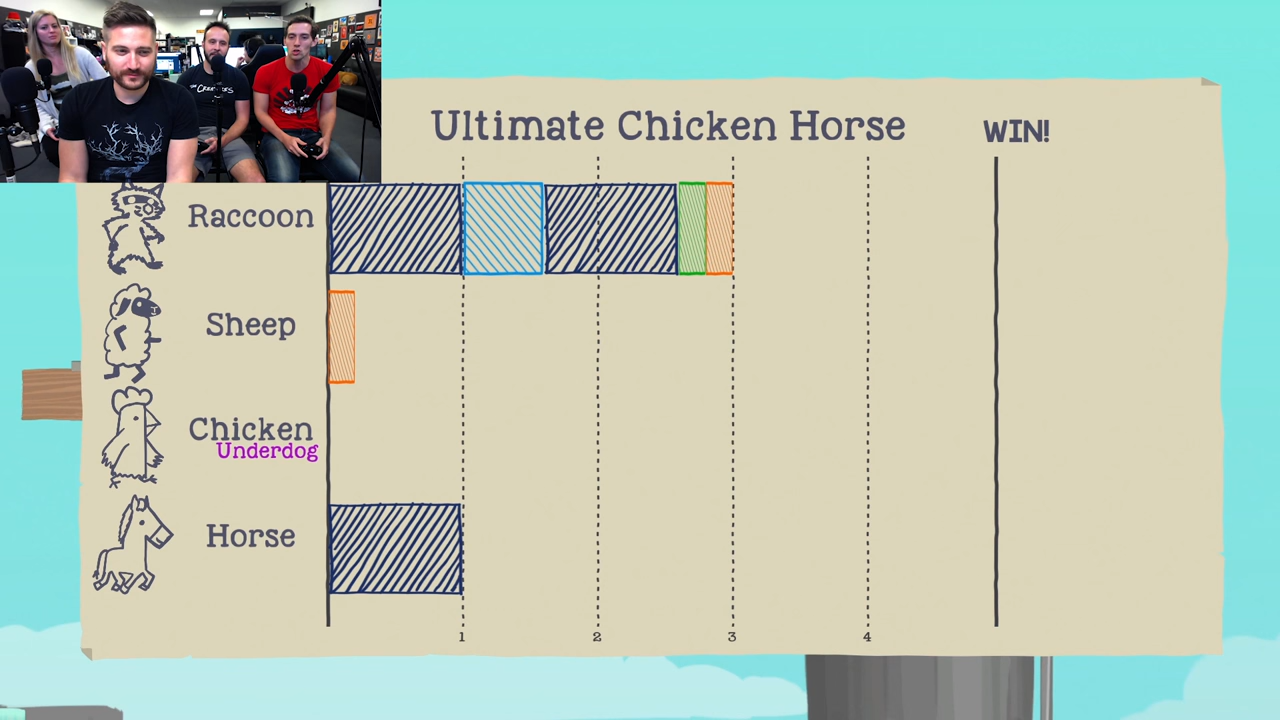 Ultimate Chicken Horse
WIN!
Raccoon
Sheep
Chicken
Underdog
Horse
1 2 3 4